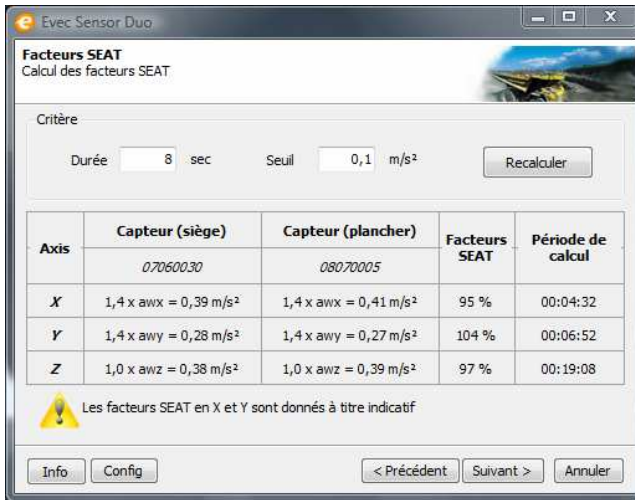 Evec Sensor Duo
Facteurs SEAT
Calcul des facteurs SEAT
Critère
Durée 8 sec Seuil 0,1 m/s² Recalculer
Axis Capteur (siège) Capteur (plancher) Facteurs SEAT Période de calcul
07060030 08070005
X 1,4 x awx = 0,39 m/s² 1,4 x awx = 0,41 m/s² 95 % 00:04:32
Y 1,4 x awy = 0,28 m/s² 1,4 x awy = 0,27 m/s² 104 % 00:06:52
Z 1,0 x awz = 0,38 m/s² 1,0 x awz = 0,39 m/s² 97 % 00:19:08
Les facteurs SEAT en X et Y sont donnés à titre indicatif
Info Config < Précédent Suivant > Annuler